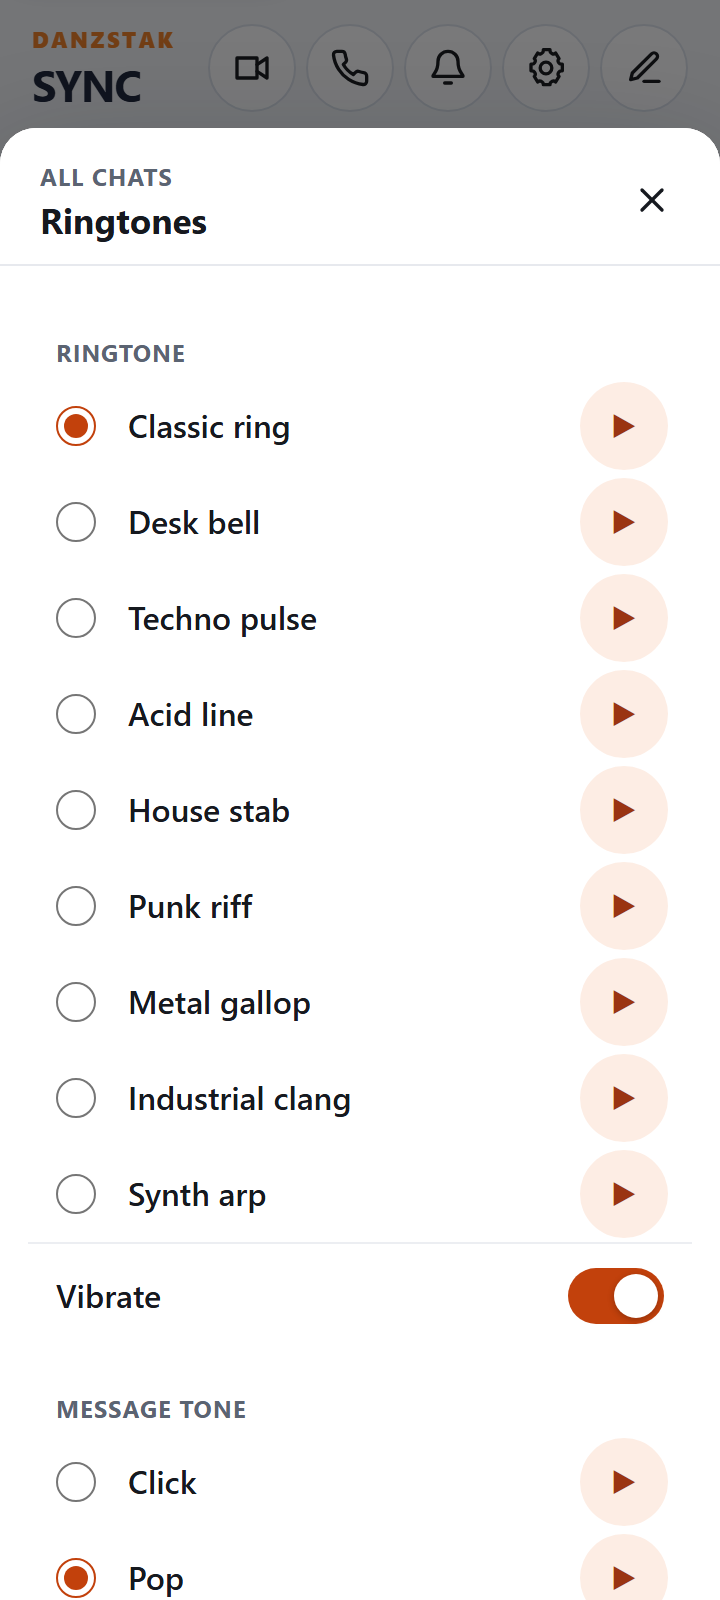 DANZSTAK
SYNC
ALL CHATS
Ringtones
RINGTONE
Classic ring
Desk bell
Techno pulse
Acid line
House stab
Punk riff
Metal gallop
Industrial clang
Synth arp
Vibrate
MESSAGE TONE
Click
Pop